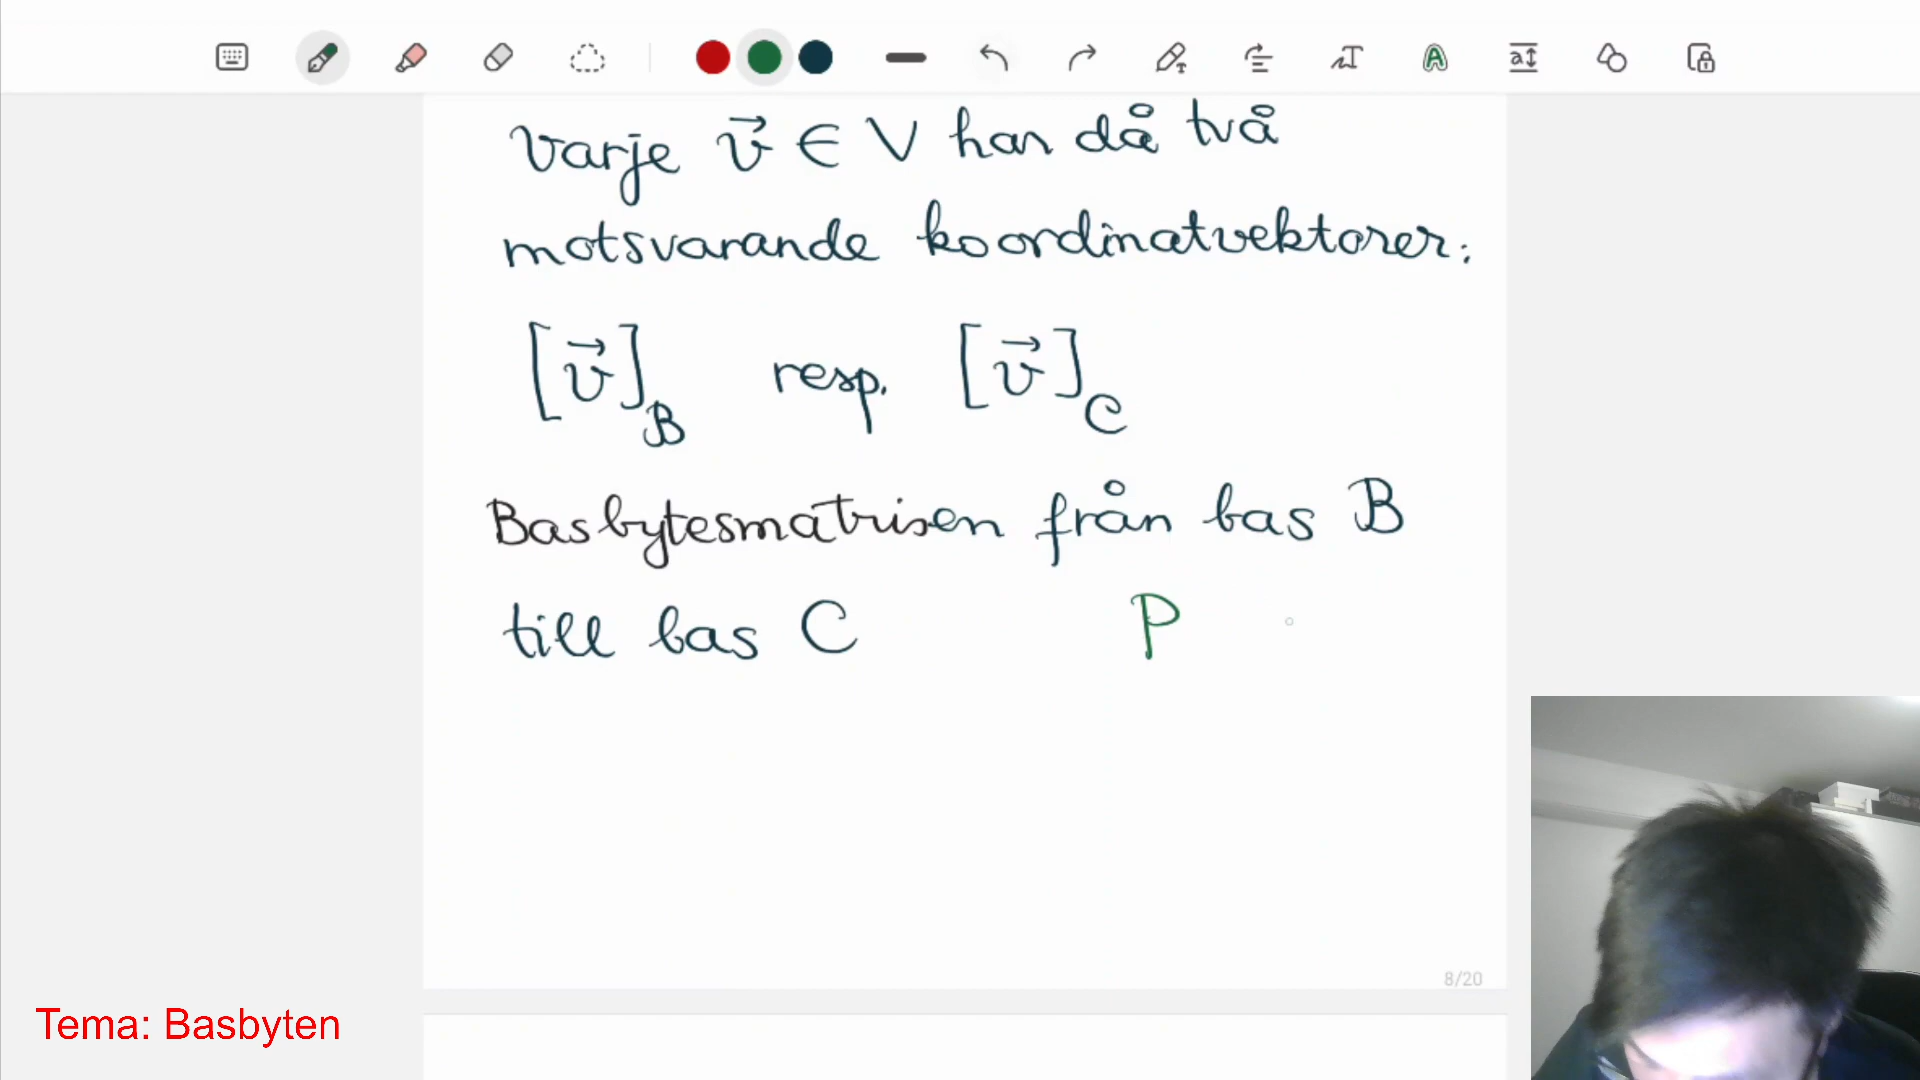 Varje v⃗ ∈ V har då två
motsvarande koordinatvektorer:
[v⃗]_B resp. [v⃗]_C
Basbytesmatrisen från bas B
till bas C P
8/20
Tema: Basbyten